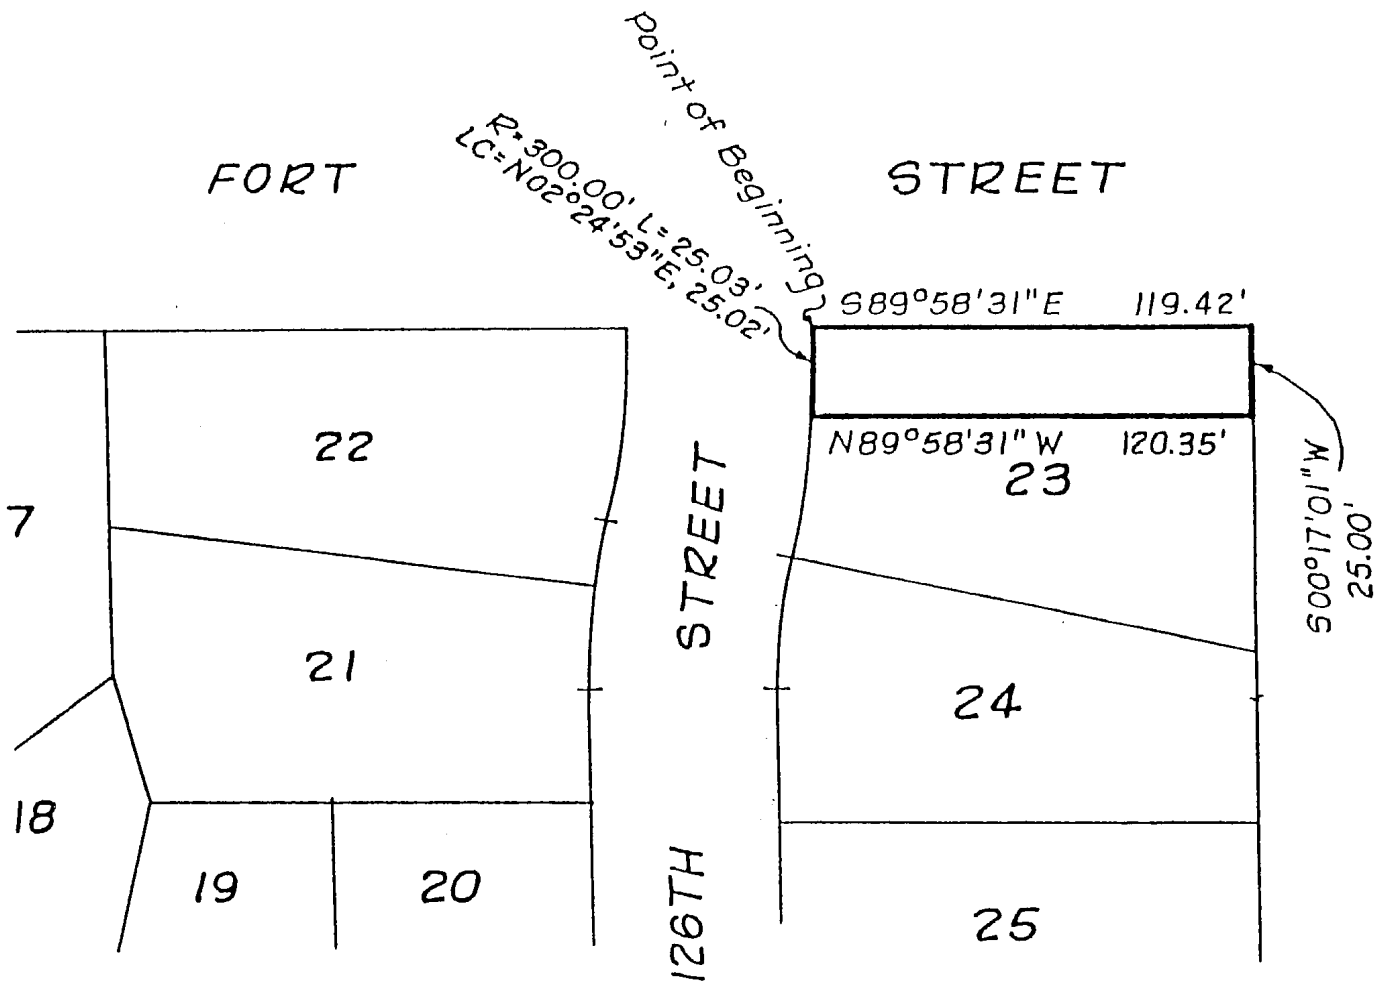 Point of Beginning
R=300.00' L=25.03'
LC=N02°24'53"E, 25.02'
FORT STREET
S89°58'31"E 119.42'
N89°58'31"W 120.35'
S00°17'01"W
25.00'
22
23
7
21
24
18
19
20
25
126TH STREET